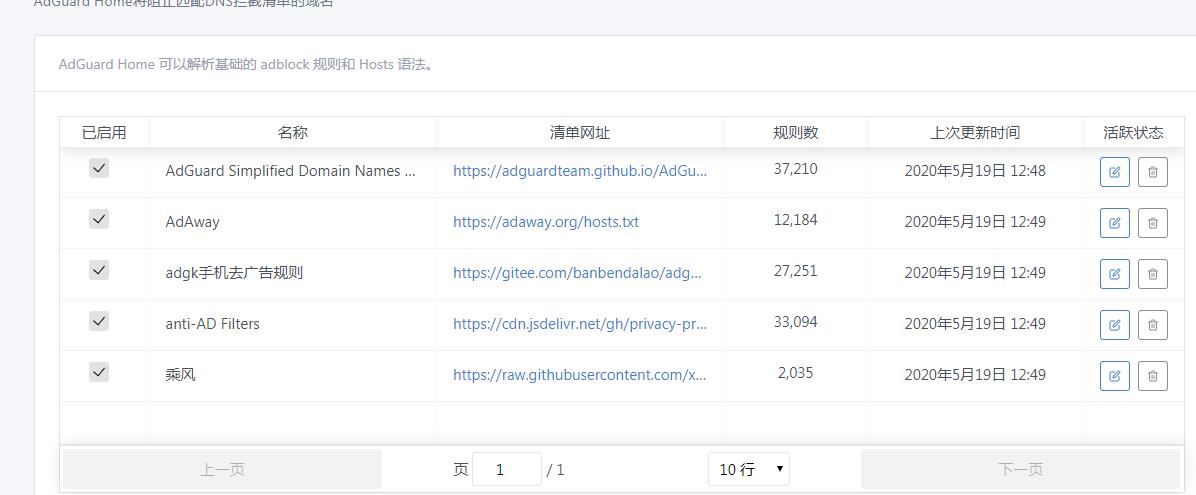 AdGuard Home将阻止匹配DNS拦截清单的域名
AdGuard Home 可以解析基础的 adblock 规则和 Hosts 语法。
已启用 名称 清单网址 规则数 上次更新时间 活跃状态
AdGuard Simplified Domain Names ... https://adguardteam.github.io/AdGu... 37,210 2020年5月19日 12:48
AdAway https://adaway.org/hosts.txt 12,184 2020年5月19日 12:49
adgk手机去广告规则 https://gitee.com/banbendalao/adg... 27,251 2020年5月19日 12:49
anti-AD Filters https://cdn.jsdelivr.net/gh/privacy-pr... 33,094 2020年5月19日 12:49
乘风 https://raw.githubusercontent.com/x... 2,035 2020年5月19日 12:49
上一页 页 1 / 1 10 行 下一页